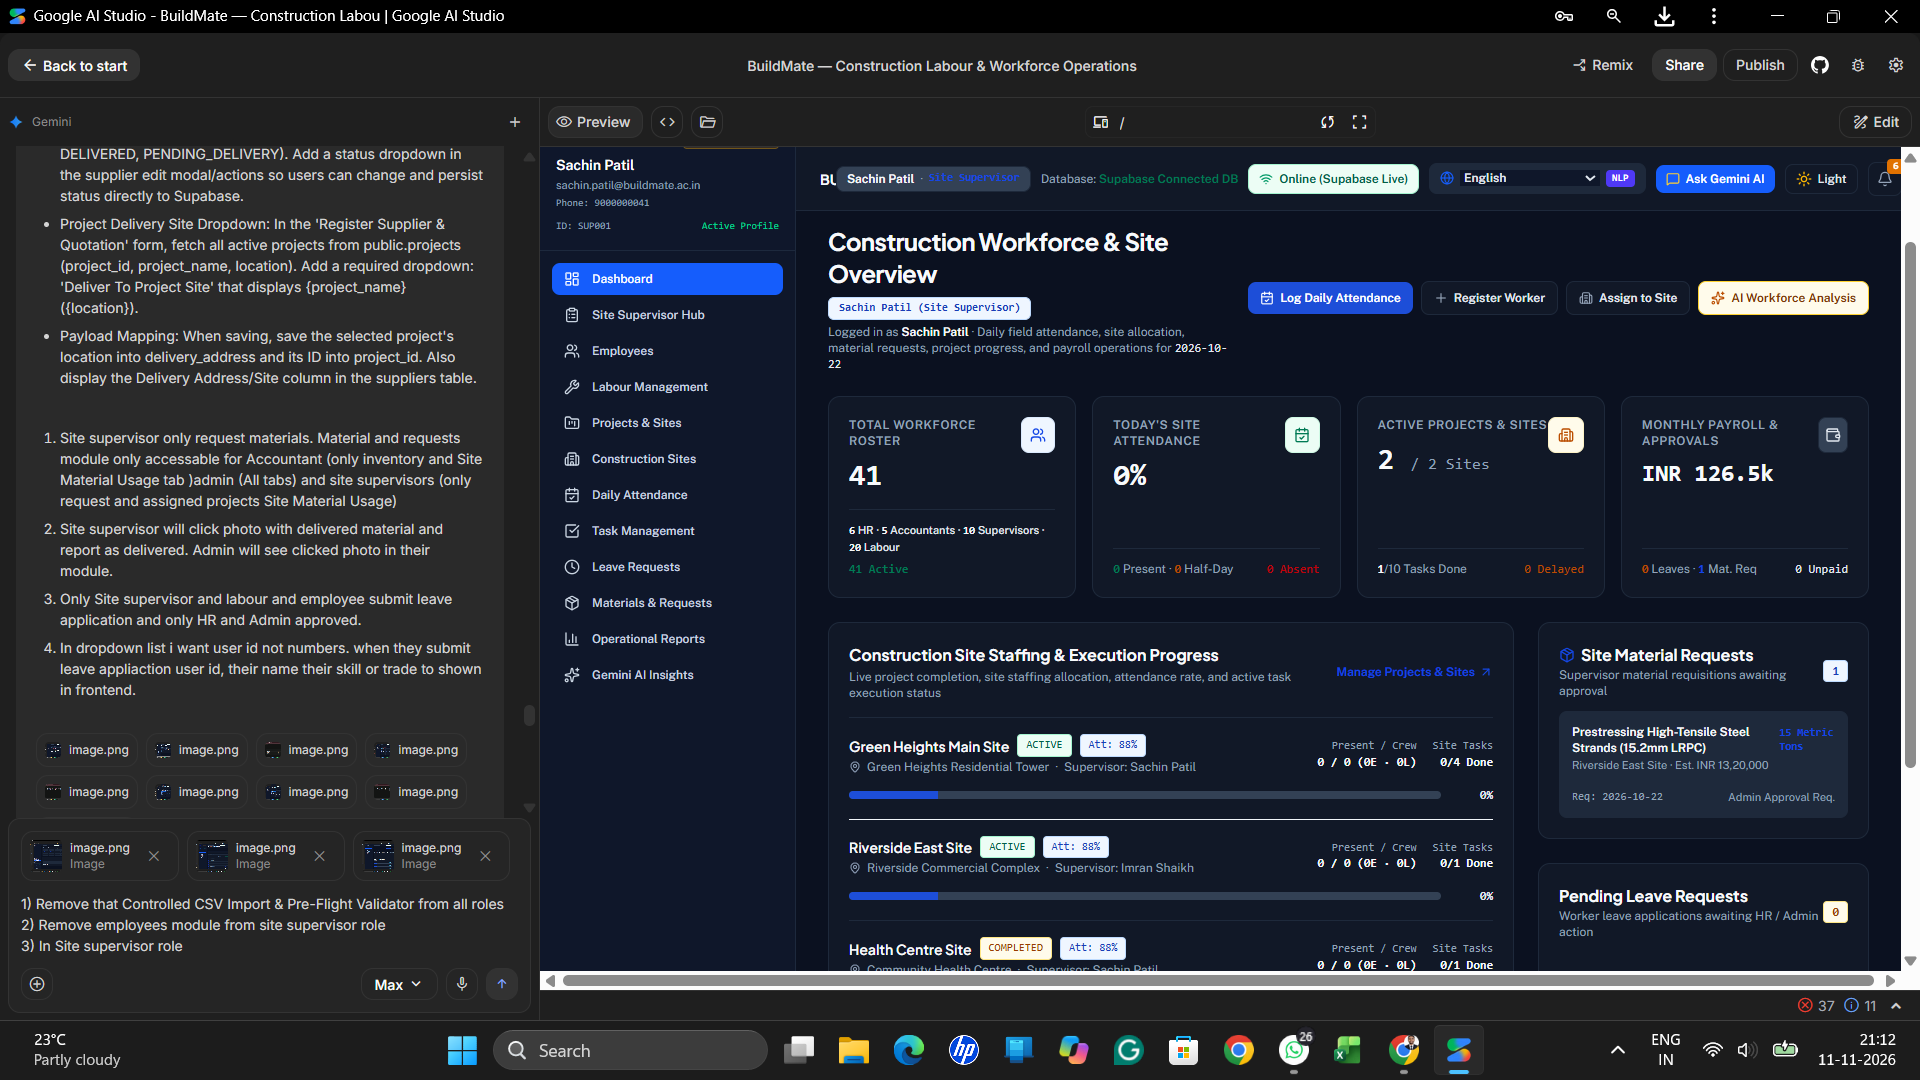 Google AI Studio - BuildMate — Construction Labou | Google AI Studio
Back to start
BuildMate — Construction Labour & Workforce Operations
Remix
Share
Publish
Gemini
Preview
/
Edit
DELIVERED, PENDING_DELIVERY). Add a status dropdown in
the supplier edit modal/actions so users can change and persist
status directly to Supabase.
• Project Delivery Site Dropdown: In the 'Register Supplier &
Quotation' form, fetch all active projects from public.projects
(project_id, project_name, location). Add a required dropdown:
'Deliver To Project Site' that displays {project_name}
({location}).
• Payload Mapping: When saving, save the selected project's
location into delivery_address and its ID into project_id. Also
display the Delivery Address/Site column in the suppliers table.
1. Site supervisor only request materials. Material and requests
module only accessable for Accountant (only inventory and Site
Material Usage tab )admin (All tabs) and site supervisors (only
request and assigned projects Site Material Usage)
2. Site supervisor will click photo with delivered material and
report as delivered. Admin will see clicked photo in their
module.
3. Only Site supervisor and labour and employee submit leave
application and only HR and Admin approved.
4. In dropdown list i want user id not numbers. when they submit
leave appliaction user id, their name their skill or trade to shown
in frontend.
image.png image.png image.png image.png
image.png image.png image.png image.png
image.png
Image
image.png
Image
image.png
Image
1) Remove that Controlled CSV Import & Pre-Flight Validator from all roles
2) Remove employees module from site supervisor role
3) In Site supervisor role
Max
Sachin Patil
sachin.patil@buildmate.ac.in
Phone: 9000000041
ID: SUP001
Active Profile
Dashboard
Site Supervisor Hub
Employees
Labour Management
Projects & Sites
Construction Sites
Daily Attendance
Task Management
Leave Requests
Materials & Requests
Operational Reports
Gemini AI Insights
Sachin Patil · Site Supervisor
Database: Supabase Connected DB
Online (Supabase Live)
English
NLP
Ask Gemini AI
Light
6
Construction Workforce & Site
Overview
Sachin Patil (Site Supervisor)
Logged in as Sachin Patil · Daily field attendance, site allocation,
material requests, project progress, and payroll operations for 2026-10-
22
Log Daily Attendance
Register Worker
Assign to Site
AI Workforce Analysis
TOTAL WORKFORCE
ROSTER
41
6 HR · 5 Accountants · 10 Supervisors ·
20 Labour
41 Active
TODAY'S SITE
ATTENDANCE
0%
0 Present · 0 Half-Day
0 Absent
ACTIVE PROJECTS & SITES
2 / 2 Sites
1/10 Tasks Done
0 Delayed
MONTHLY PAYROLL &
APPROVALS
INR 126.5k
0 Leaves · 1 Mat. Req
0 Unpaid
Construction Site Staffing & Execution Progress
Live project completion, site staffing allocation, attendance rate, and active task
execution status
Manage Projects & Sites
Green Heights Main Site ACTIVE Att: 88%
Green Heights Residential Tower · Supervisor: Sachin Patil
Present / Crew Site Tasks
0 / 0 (0E · 0L) 0/4 Done
0%
Riverside East Site ACTIVE Att: 88%
Riverside Commercial Complex · Supervisor: Imran Shaikh
Present / Crew Site Tasks
0 / 0 (0E · 0L) 0/1 Done
0%
Health Centre Site COMPLETED Att: 88%
Community Health Centre · Supervisor: Sachin Patil
Present / Crew Site Tasks
0 / 0 (0E · 0L) 0/1 Done
Site Material Requests
Supervisor material requisitions awaiting
approval
1
Prestressing High-Tensile Steel
Strands (15.2mm LRPC)
15 Metric
Tons
Riverside East Site · Est. INR 13,20,000
Req: 2026-10-22
Admin Approval Req.
Pending Leave Requests
Worker leave applications awaiting HR / Admin
action
0
37 11
23°C
Partly cloudy
Search
26
ENG
IN
21:12
11-11-2026